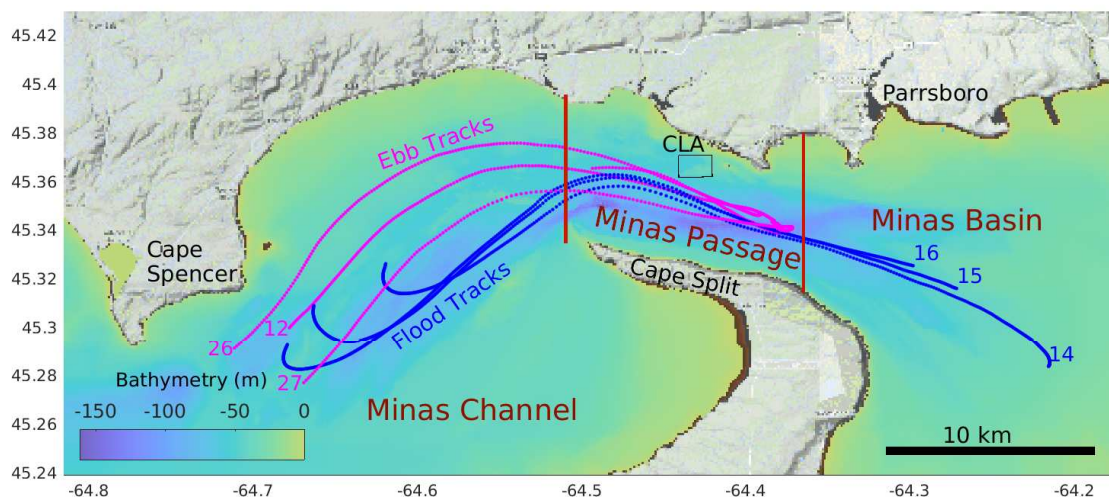 45.42
45.4
45.38
45.36
45.34
45.32
45.3
45.28
45.26
45.24
Parrsboro
Ebb Tracks
CLA
Minas Passage
Minas Basin
Cape
Spencer
Cape Split
16
15
14
Flood Tracks
12
26
27
Bathymetry (m)
-150
-100
-50
0
Minas Channel
10 km
-64.8
-64.7
-64.6
-64.5
-64.4
-64.3
-64.2